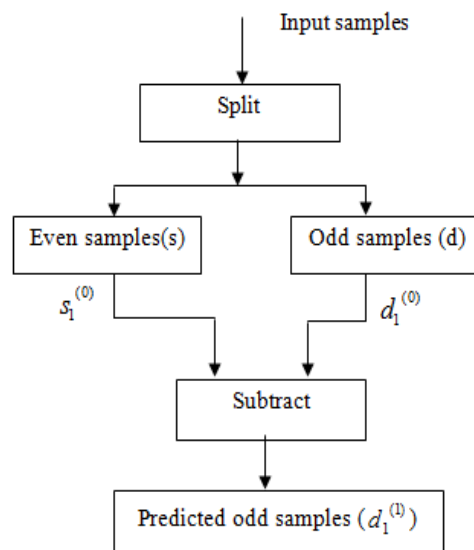 Input samples
Split
Even samples(s)
Odd samples (d)
s₁⁽⁰⁾
d₁⁽⁰⁾
Subtract
Predicted odd samples (d₁⁽¹⁾)